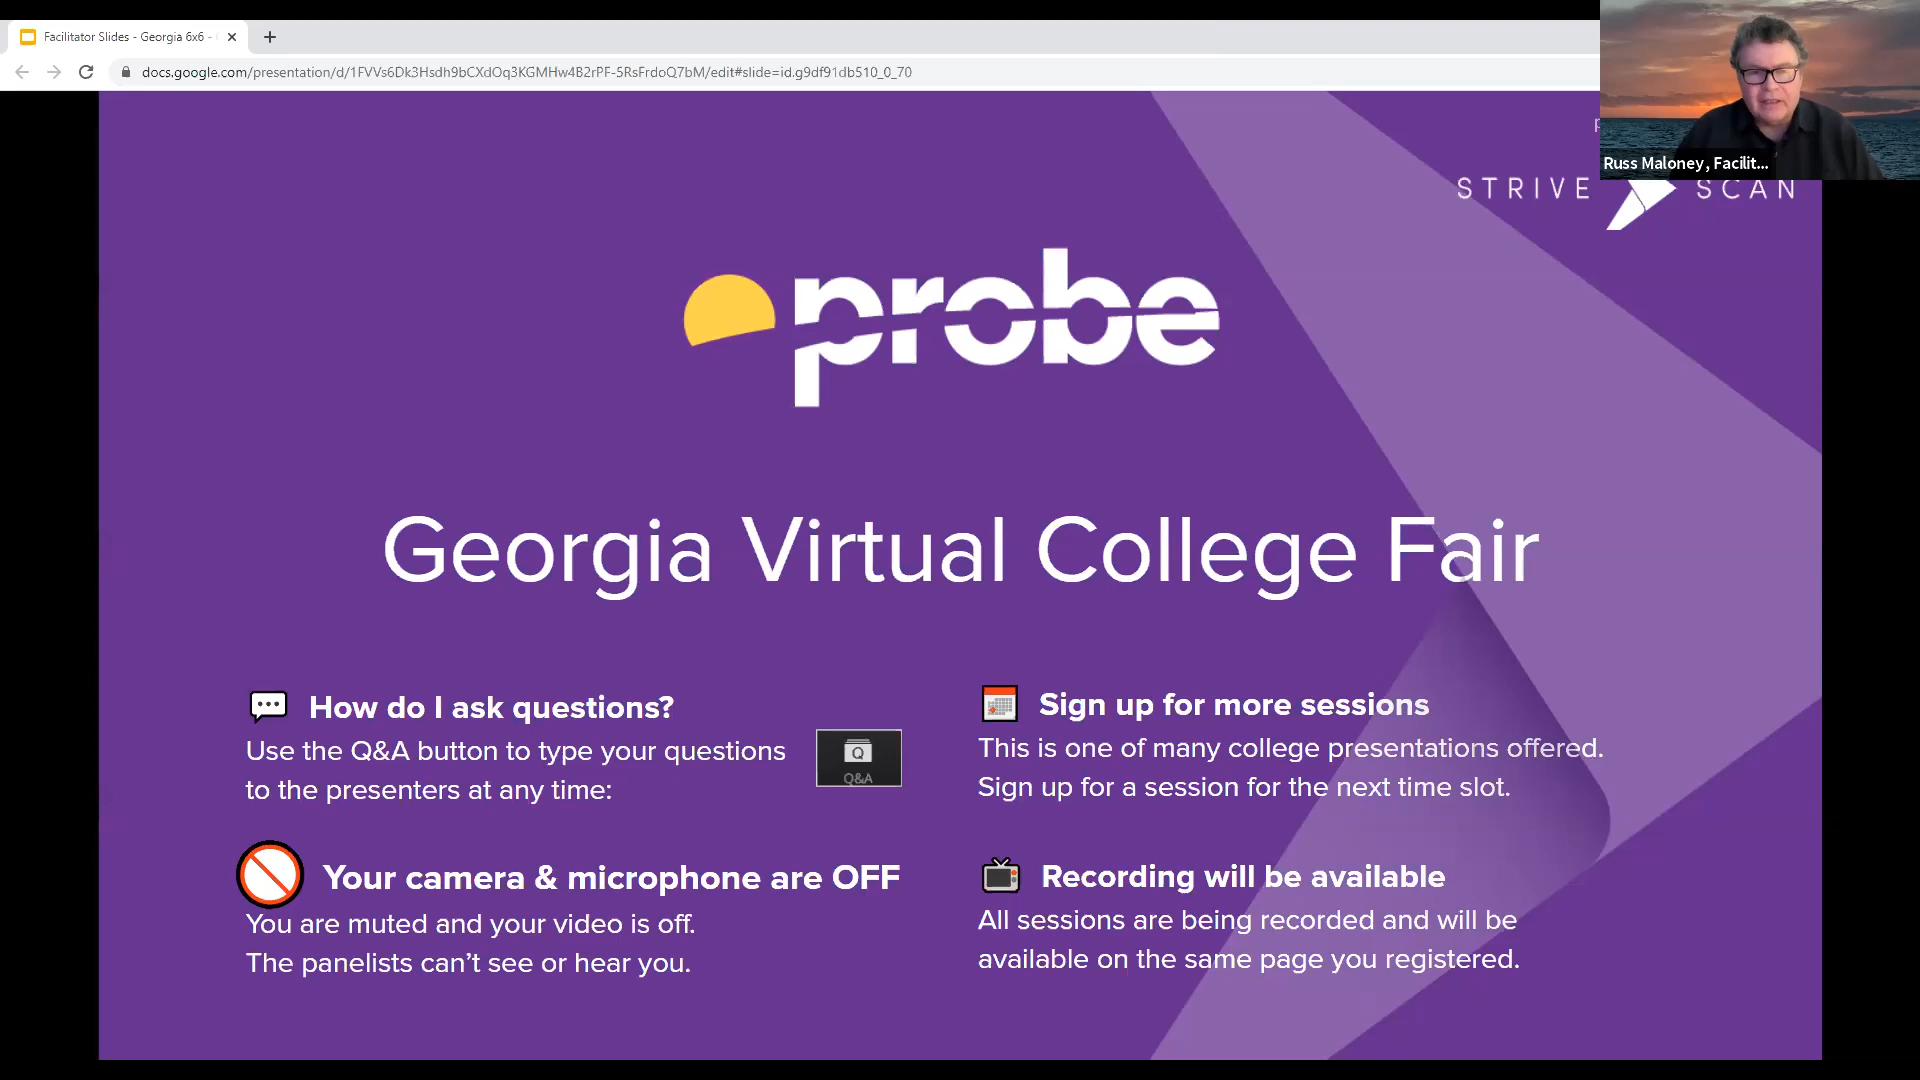 Facilitator Slides - Georgia 6x6 -
docs.google.com/presentation/d/1FVVs6Dk3Hsdh9bCXdOq3KGMHw4B2rPF-5RsFrdoQ7bM/edit#slide=id.g9df91db510_0_70
Russ Maloney, Facilit...
STRIVE SCAN
probe
Georgia Virtual College Fair
How do I ask questions?
Use the Q&A button to type your questions
to the presenters at any time:
Q
Q&A
Your camera & microphone are OFF
You are muted and your video is off.
The panelists can’t see or hear you.
Sign up for more sessions
This is one of many college presentations offered.
Sign up for a session for the next time slot.
Recording will be available
All sessions are being recorded and will be
available on the same page you registered.